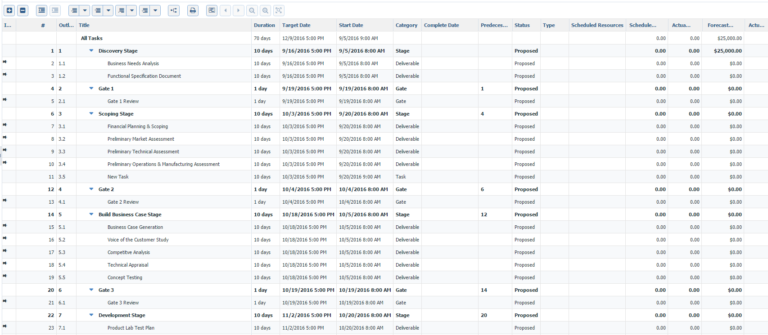 I... # Outl... Title Duration Target Date Start Date Category Complete Date Predeces... Status Type Scheduled Resources Schedule... Actua... Forecast... Actu...
All Tasks 70 days 12/9/2016 5:00 PM 9/5/2016 9:00 AM 0.00 0.00 $25,000.00
1 1 Discovery Stage 10 days 9/16/2016 5:00 PM 9/5/2016 8:00 AM Stage Proposed 0.00 0.00 $25,000.00
2 1.1 Business Needs Analysis 10 days 9/16/2016 5:00 PM 9/5/2016 8:00 AM Deliverable Proposed 0.00 0.00 $0.00
3 1.2 Functional Specification Document 10 days 9/16/2016 5:00 PM 9/5/2016 8:00 AM Deliverable Proposed 0.00 0.00 $0.00
4 2 Gate 1 1 day 9/19/2016 5:00 PM 9/19/2016 8:00 AM Gate 1 Proposed 0.00 0.00 $0.00
5 2.1 Gate 1 Review 1 day 9/19/2016 5:00 PM 9/19/2016 8:00 AM Gate Proposed 0.00 0.00 $0.00
6 3 Scoping Stage 10 days 10/3/2016 5:00 PM 9/20/2016 8:00 AM Stage 4 Proposed 0.00 0.00 $0.00
7 3.1 Financial Planning & Scoping 10 days 10/3/2016 5:00 PM 9/20/2016 8:00 AM Deliverable Proposed 0.00 0.00 $0.00
8 3.2 Preliminary Market Assessment 10 days 10/3/2016 5:00 PM 9/20/2016 8:00 AM Deliverable Proposed 0.00 0.00 $0.00
9 3.3 Preliminary Technical Assessment 10 days 10/3/2016 5:00 PM 9/20/2016 8:00 AM Deliverable Proposed 0.00 0.00 $0.00
10 3.4 Preliminary Operations & Manufacturing Assessment 10 days 10/3/2016 5:00 PM 9/20/2016 8:00 AM Deliverable Proposed 0.00 0.00 $0.00
11 3.5 New Task 10 days 10/3/2016 5:00 PM 9/20/2016 9:00 AM Task Proposed 0.00 0.00 $0.00
12 4 Gate 2 1 day 10/4/2016 5:00 PM 10/4/2016 8:00 AM Gate 6 Proposed 0.00 0.00 $0.00
13 4.1 Gate 2 Review 1 day 10/4/2016 5:00 PM 10/4/2016 8:00 AM Gate Proposed 0.00 0.00 $0.00
14 5 Build Business Case Stage 10 days 10/18/2016 5:00 PM 10/5/2016 8:00 AM Stage 12 Proposed 0.00 0.00 $0.00
15 5.1 Business Case Generation 10 days 10/18/2016 5:00 PM 10/5/2016 8:00 AM Deliverable Proposed 0.00 0.00 $0.00
16 5.2 Voice of the Customer Study 10 days 10/18/2016 5:00 PM 10/5/2016 8:00 AM Deliverable Proposed 0.00 0.00 $0.00
17 5.3 Competitive Analysis 10 days 10/18/2016 5:00 PM 10/5/2016 8:00 AM Deliverable Proposed 0.00 0.00 $0.00
18 5.4 Technical Appraisal 10 days 10/18/2016 5:00 PM 10/5/2016 8:00 AM Deliverable Proposed 0.00 0.00 $0.00
19 5.5 Concept Testing 10 days 10/18/2016 5:00 PM 10/5/2016 8:00 AM Deliverable Proposed 0.00 0.00 $0.00
20 6 Gate 3 1 day 10/19/2016 5:00 PM 10/19/2016 8:00 AM Gate 14 Proposed 0.00 0.00 $0.00
21 6.1 Gate 3 Review 1 day 10/19/2016 5:00 PM 10/19/2016 8:00 AM Gate Proposed 0.00 0.00 $0.00
22 7 Development Stage 10 days 11/2/2016 5:00 PM 10/20/2016 8:00 AM Stage 20 Proposed 0.00 0.00 $0.00
23 7.1 Product Lab Test Plan 10 days 11/2/2016 5:00 PM 10/20/2016 8:00 AM Deliverable Proposed 0.00 0.00 $0.00